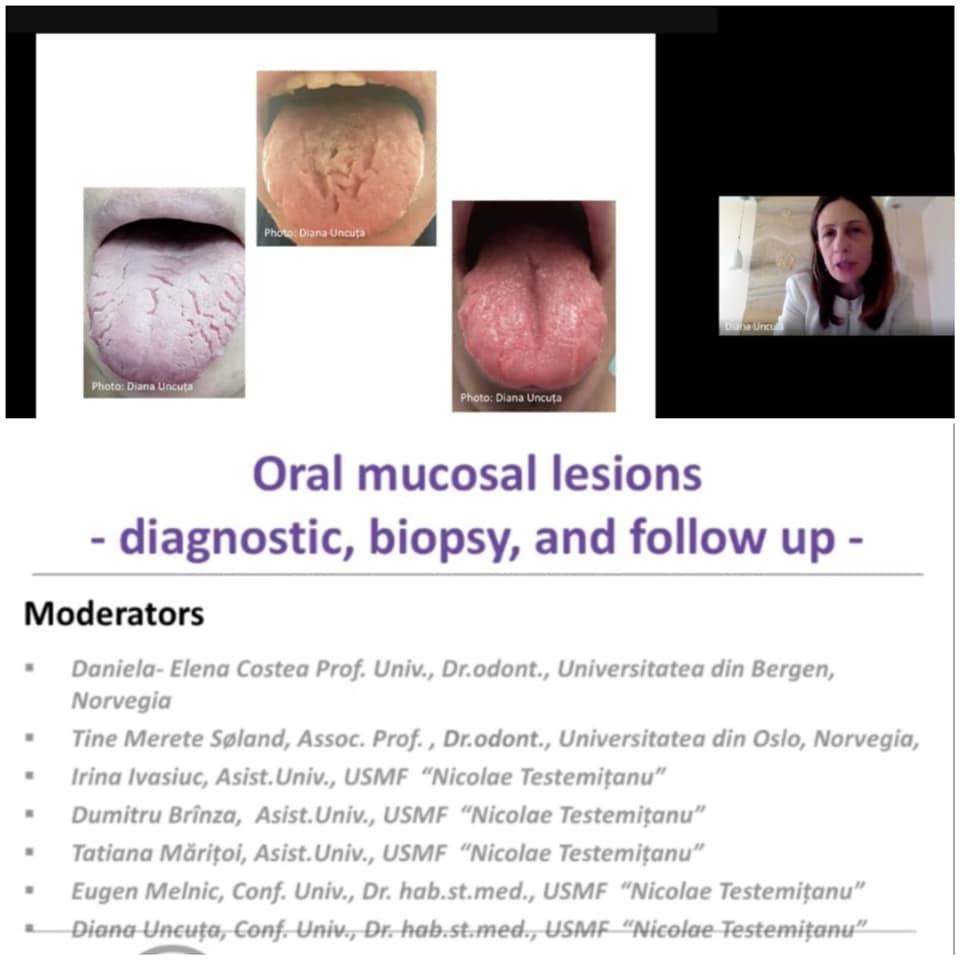 Photo: Diana Uncuța
Photo: Diana Uncuța
Photo: Diana Uncuța
Diana Uncuța
Oral mucosal lesions
- diagnostic, biopsy, and follow up -
Moderators
▪ Daniela- Elena Costea Prof. Univ., Dr.odont., Universitatea din Bergen,
Norvegia
▪ Tine Merete Søland, Assoc. Prof. , Dr.odont., Universitatea din Oslo, Norvegia,
▪ Irina Ivasiuc, Asist.Univ., USMF “Nicolae Testemițanu”
▪ Dumitru Brînza, Asist.Univ., USMF “Nicolae Testemițanu”
▪ Tatiana Mărițoi, Asist.Univ., USMF “Nicolae Testemițanu”
▪ Eugen Melnic, Conf. Univ., Dr. hab.st.med., USMF “Nicolae Testemițanu”
▪ Diana Uncuța, Conf. Univ., Dr. hab.st.med., USMF “Nicolae Testemițanu”